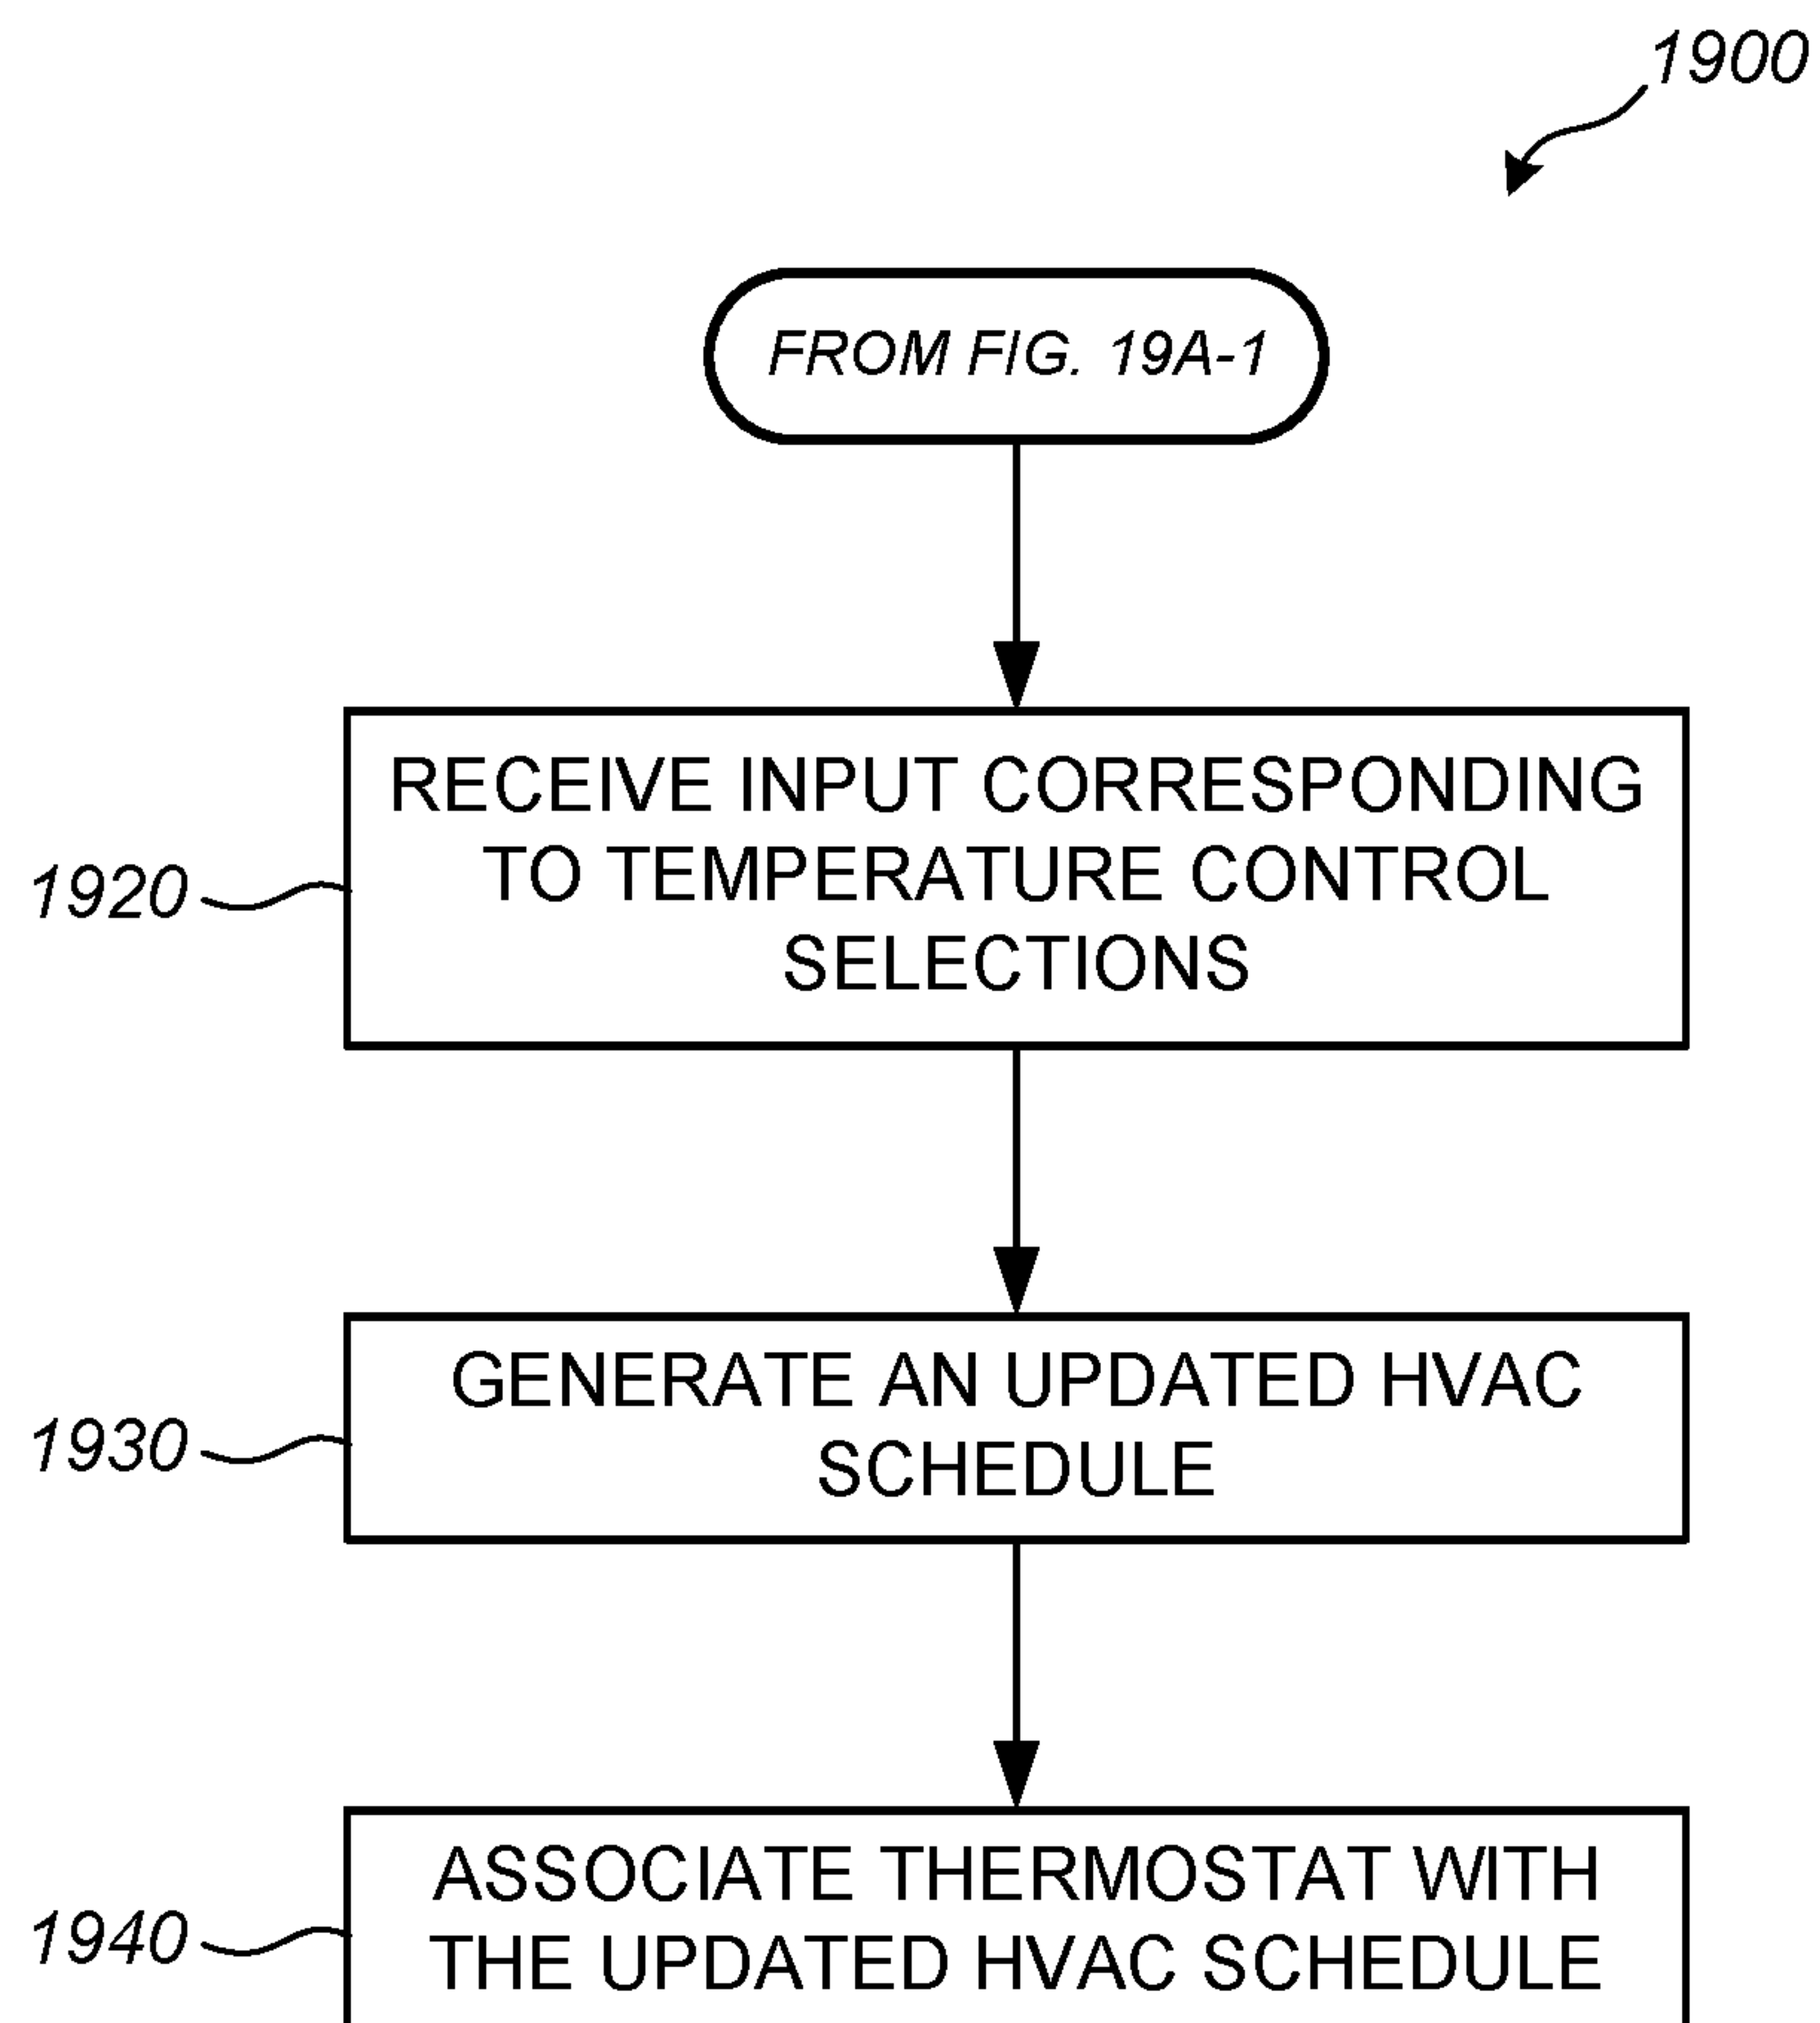 1900
FROM FIG. 19A-1
RECEIVE INPUT CORRESPONDING
TO TEMPERATURE CONTROL
SELECTIONS
1920
GENERATE AN UPDATED HVAC
SCHEDULE
1930
ASSOCIATE THERMOSTAT WITH
THE UPDATED HVAC SCHEDULE
1940